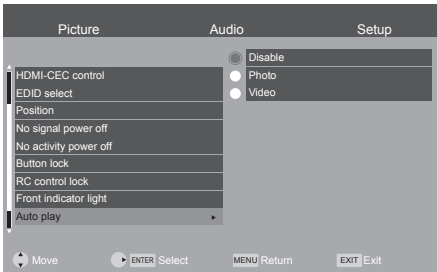 Picture Audio Setup
Disable
HDMI-CEC control Photo
EDID select Video
Position
No signal power off
No activity power off
Button lock
RC control lock
Front indicator light
Auto play
Move ENTER Select MENU Return EXIT Exit